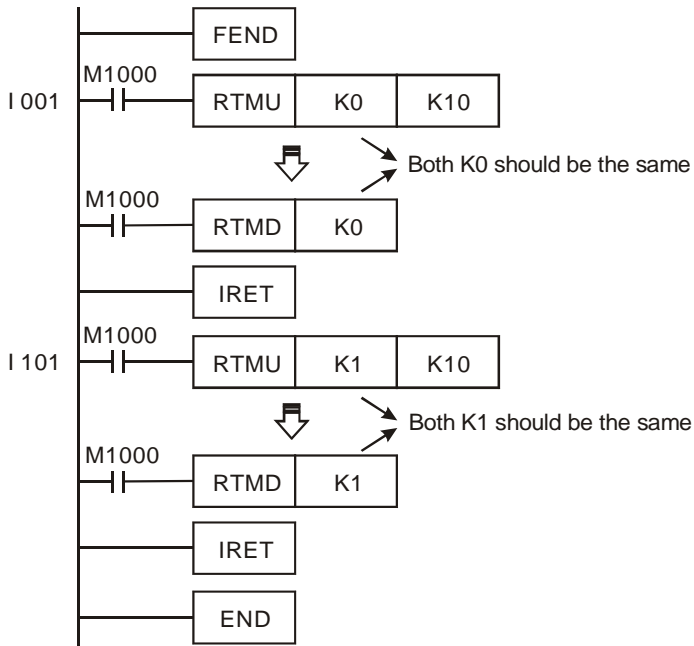 FEND
M1000
I 001
RTMU K0 K10
Both K0 should be the same
M1000
RTMD K0
IRET
M1000
I 101
RTMU K1 K10
Both K1 should be the same
M1000
RTMD K1
IRET
END